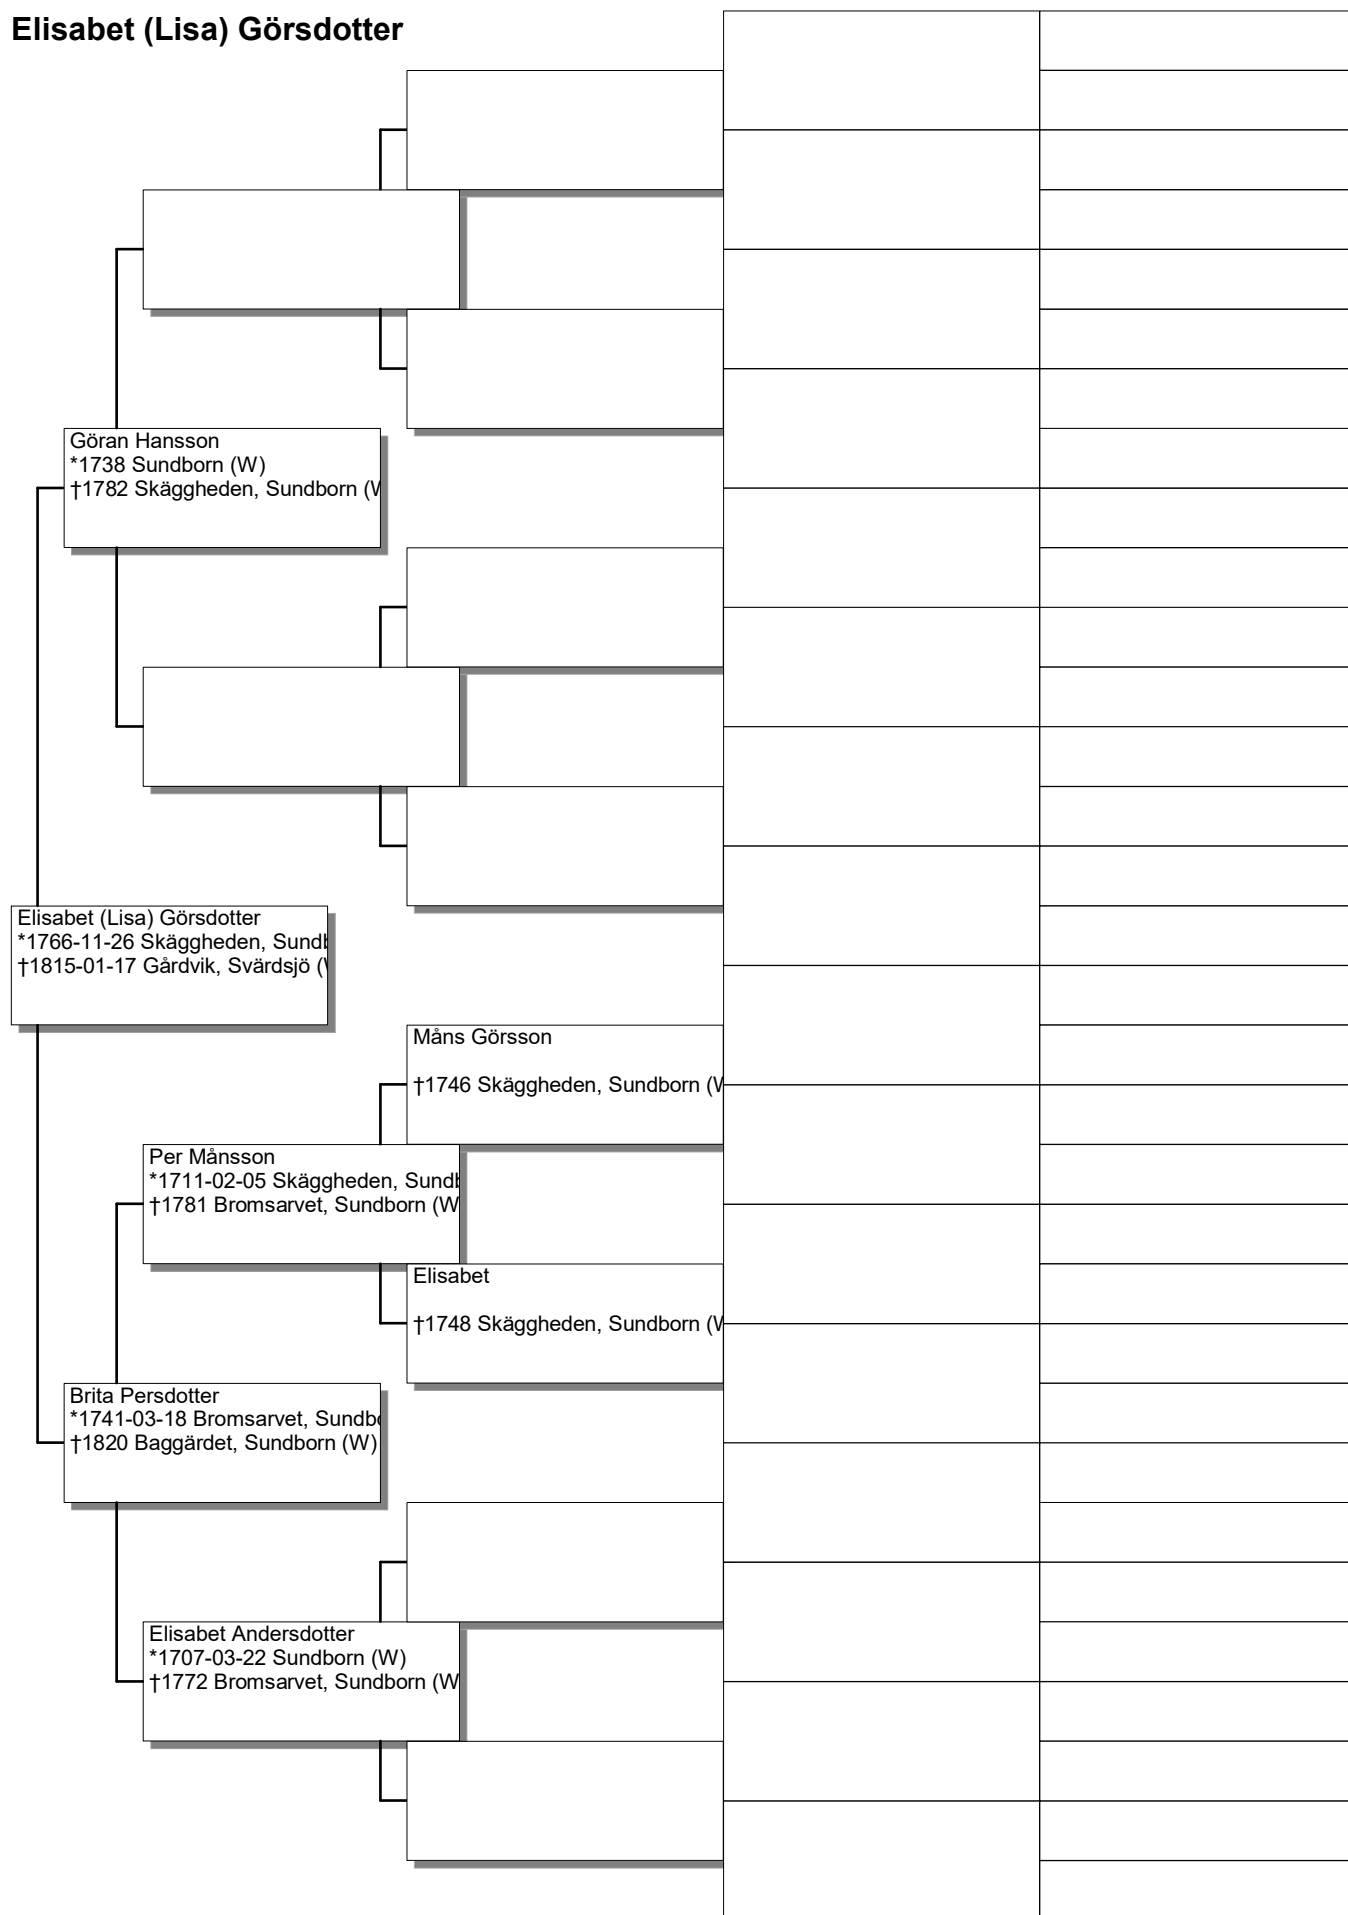 Elisabet (Lisa) Görsdotter
Göran Hansson
*1738 Sundborn (W)
†1782 Skäggheden, Sundborn (
Elisabet (Lisa) Görsdotter
*1766-11-26 Skäggheden, Sund
†1815-01-17 Gårdvik, Svärdsjö (
Måns Görsson
†1746 Skäggheden, Sundborn (
Per Månsson
*1711-02-05 Skäggheden, Sund
†1781 Bromsarvet, Sundborn (W
Elisabet
†1748 Skäggheden, Sundborn (
Brita Persdotter
*1741-03-18 Bromsarvet, Sundb
†1820 Baggärdet, Sundborn (W)
Elisabet Andersdotter
*1707-03-22 Sundborn (W)
†1772 Bromsarvet, Sundborn (W